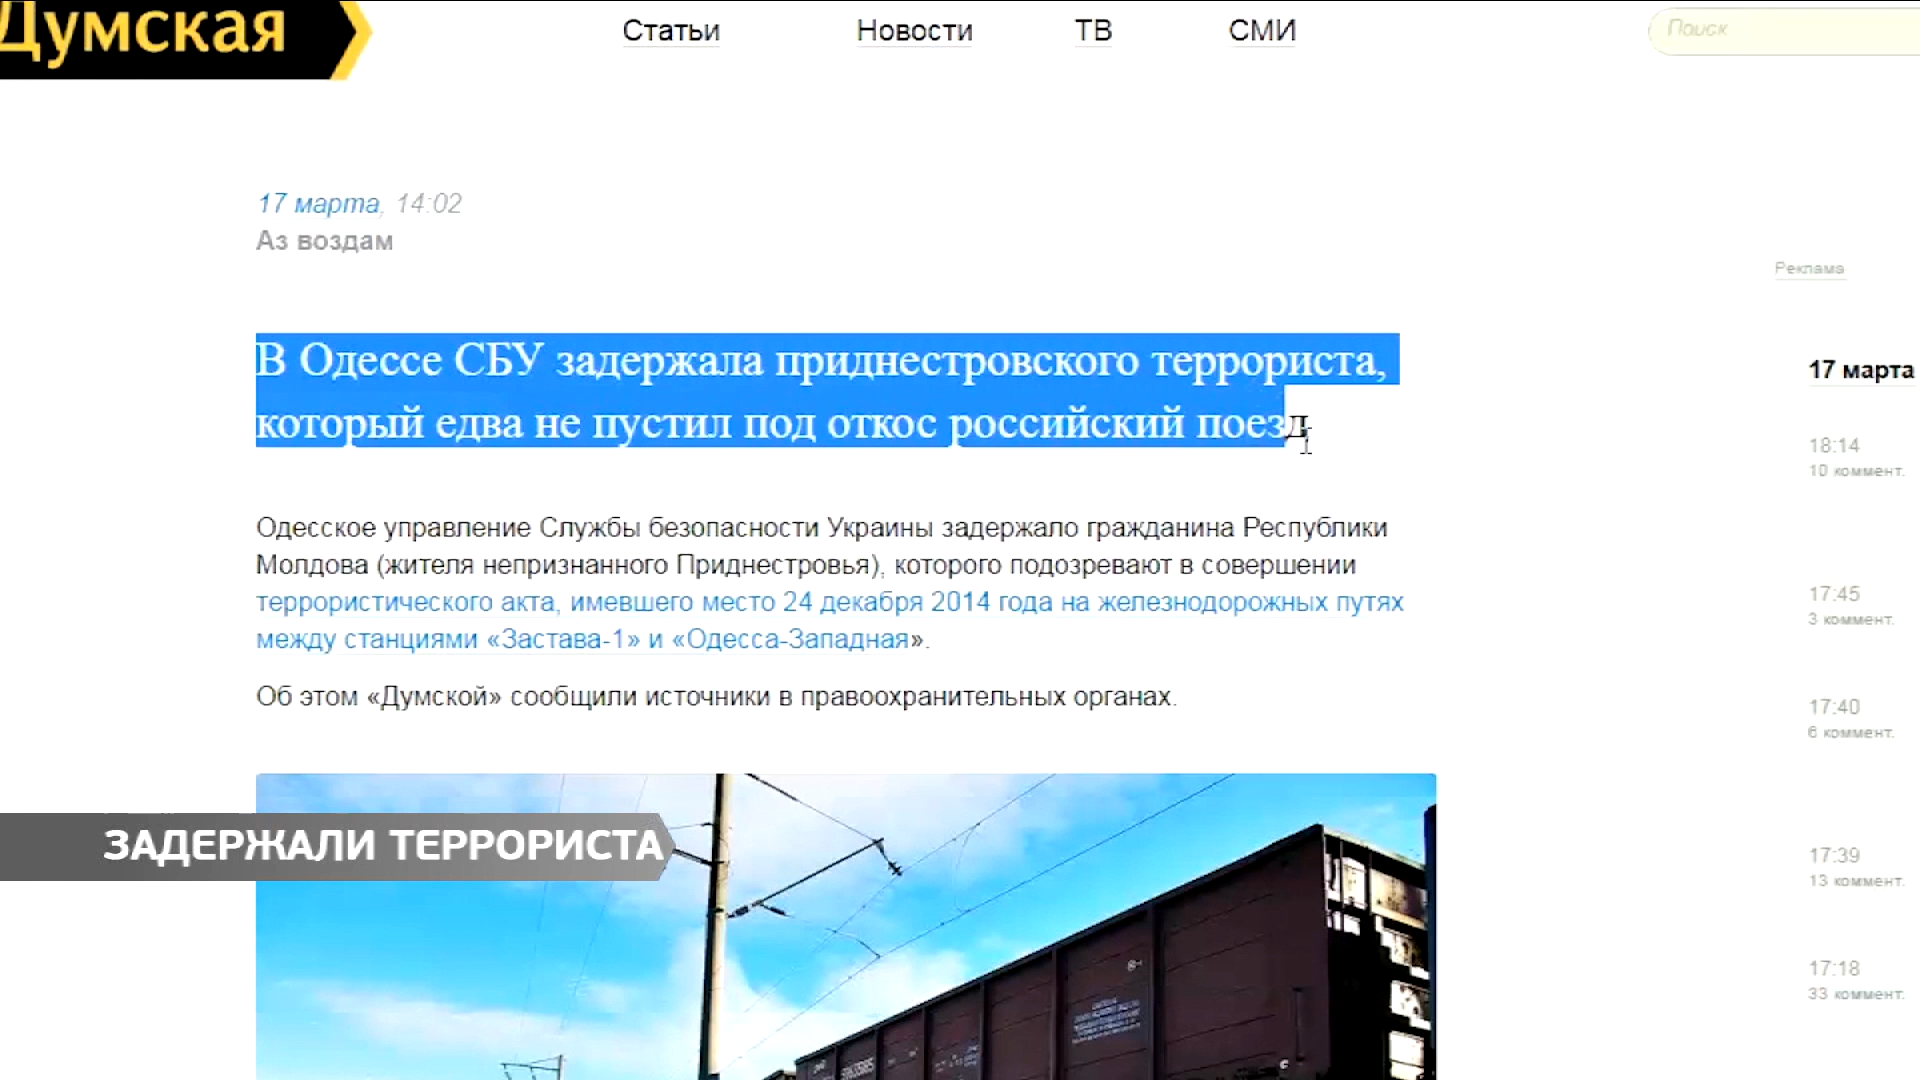 Думская
Статьи
Новости
ТВ
СМИ
Поиск
17 марта, 14:02
Аз воздам
Реклама
В Одессе СБУ задержала приднестровского террориста,
который едва не пустил под откос российский поезд
Одесское управление Службы безопасности Украины задержало гражданина Республики
Молдова (жителя непризнанного Приднестровья), которого подозревают в совершении
террористического акта, имевшего место 24 декабря 2014 года на железнодорожных путях
между станциями «Застава-1» и «Одесса-Западная».
Об этом «Думской» сообщили источники в правоохранительных органах.
17 марта
18:14
10 коммент.
17:45
3 коммент.
17:40
6 коммент.
17:39
13 коммент.
17:18
33 коммент.
ЗАДЕРЖАЛИ ТЕРРОРИСТА